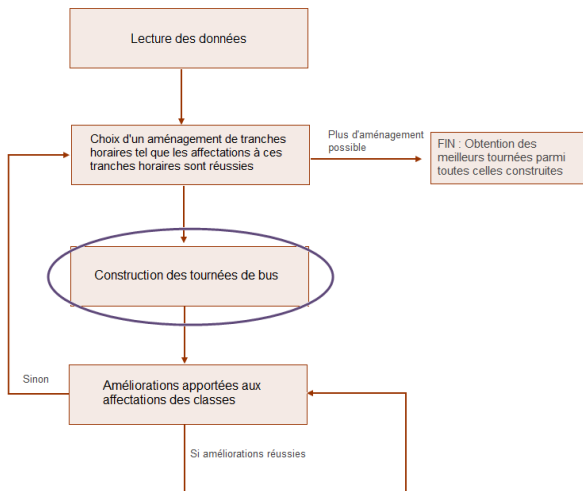 Lecture des données
Choix d'un aménagement de tranches
horaires tel que les affectations à ces
tranches horaires sont réussies
Plus d'aménagement
possible
FIN : Obtention des
meilleurs tournées parmi
toutes celles construites
Construction des tournées de bus
Sinon
Améliorations apportées aux
affectations des classes
Si améliorations réussies